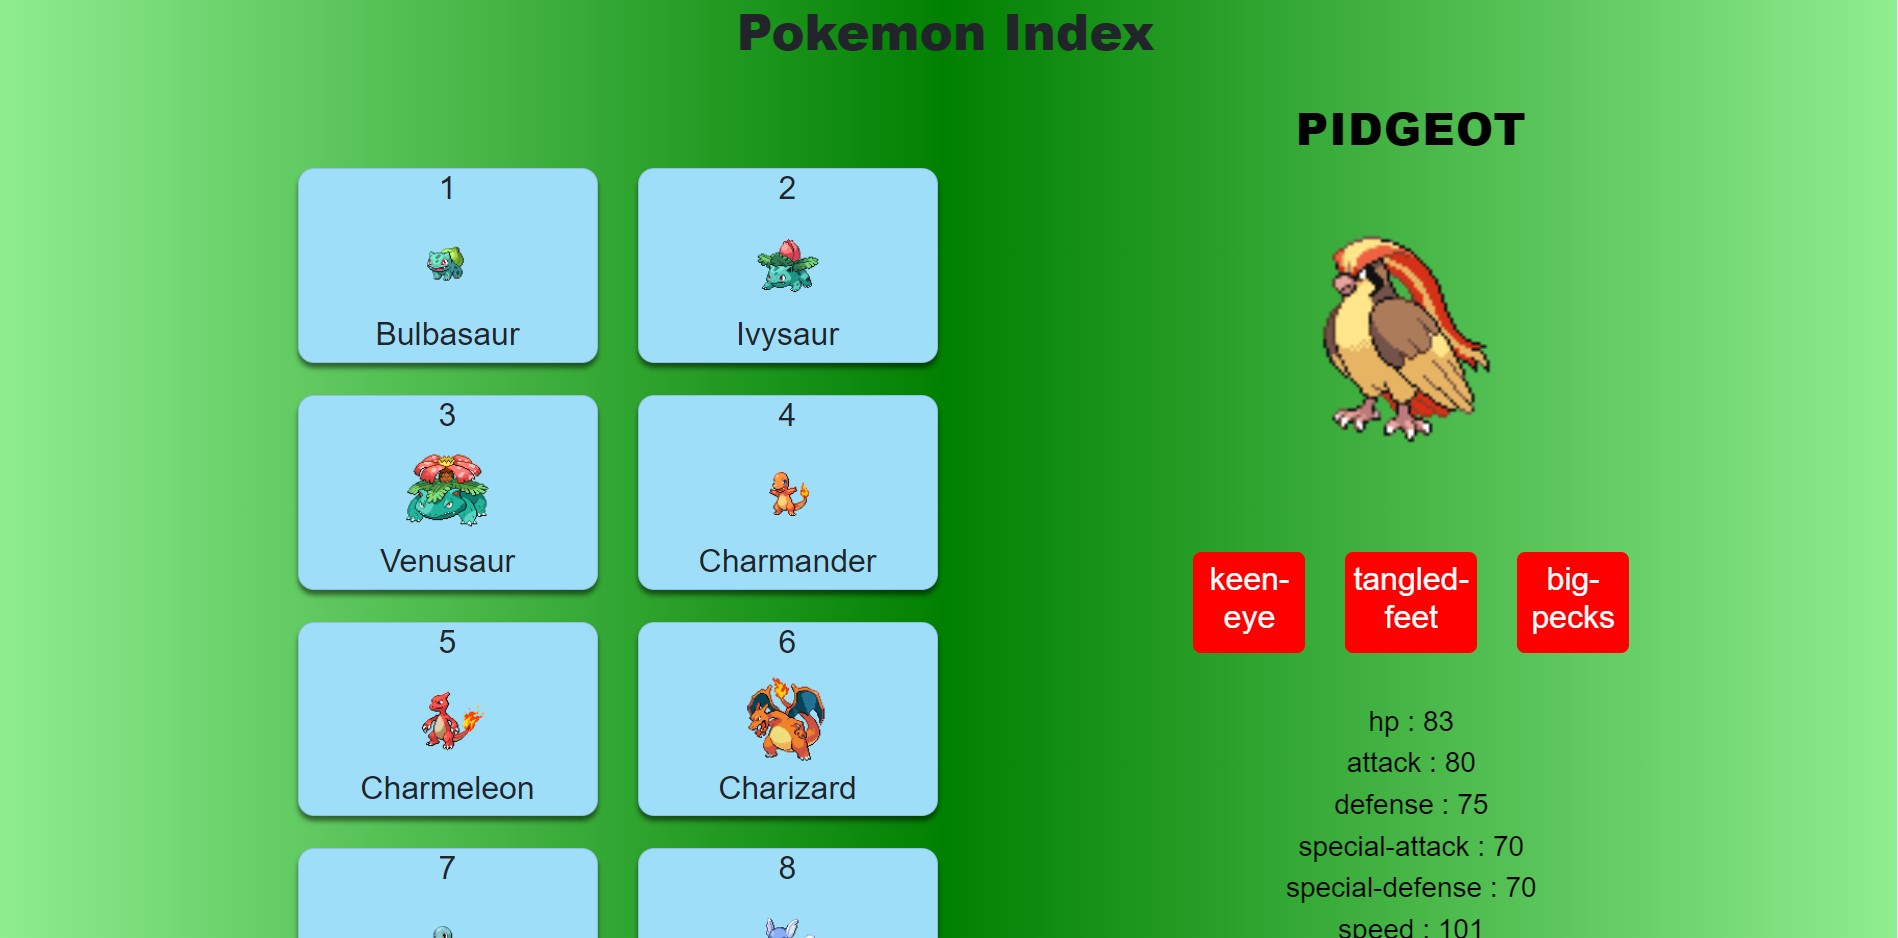 Pokemon Index
1
Bulbasaur
2
Ivysaur
3
Venusaur
4
Charmander
5
Charmeleon
6
Charizard
7
8
PIDGEOT
keen-
eye
tangled-
feet
big-
pecks
hp : 83
attack : 80
defense : 75
special-attack : 70
special-defense : 70
speed : 101